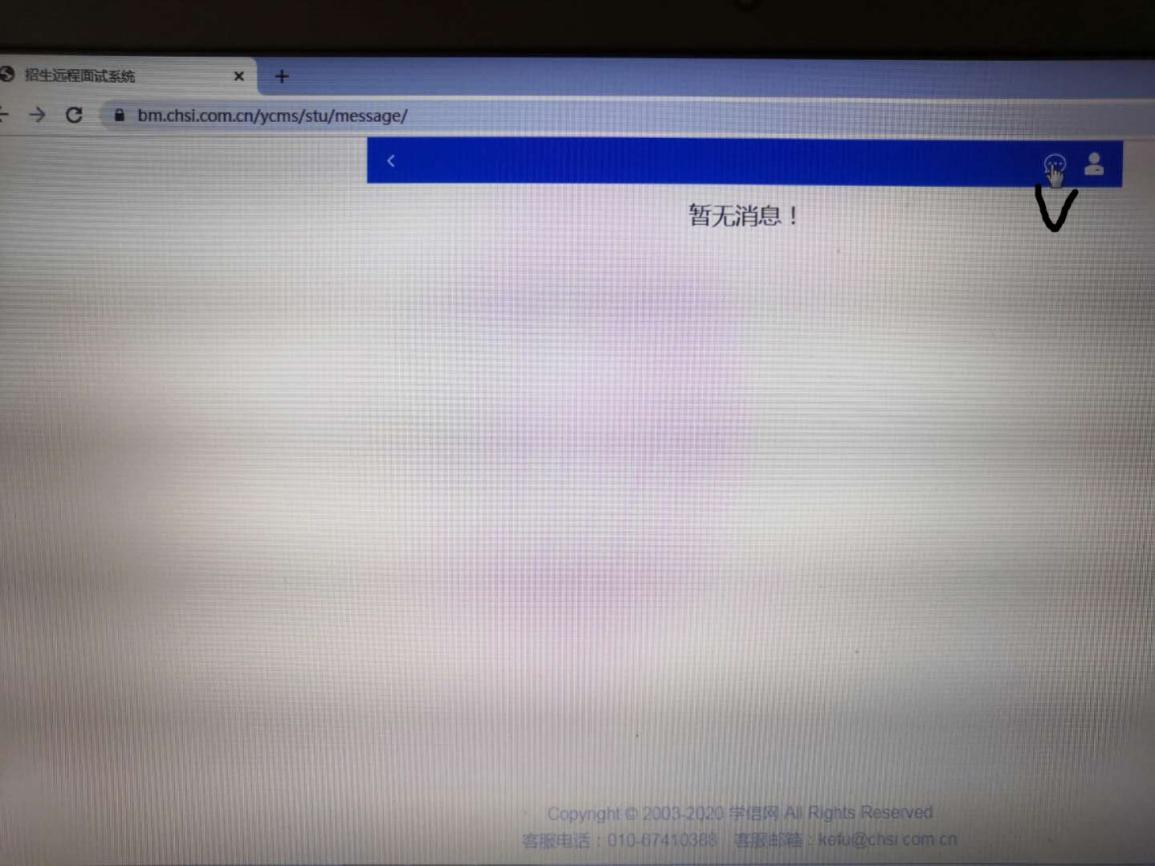 招生远程面试系统
bm.chsi.com.cn/ycms/stu/message/
暂无消息！
Copyright © 2003-2020 学信网 All Rights Reserved
客服电话：010-67410388 客服邮箱：kefu@chsi.com.cn